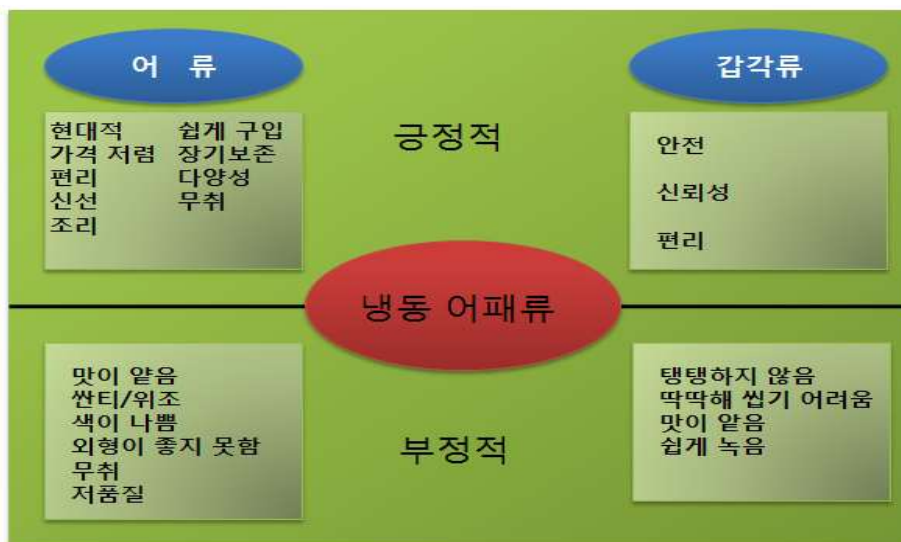 어 류
갑각류
현대적 쉽게 구입
가격 저렴 장기보존
편리 다양성
신선 무취
조리
긍정적
안전
신뢰성
편리
냉동 어패류
맛이 얕음
싼티/위조
색이 나쁨
외형이 좋지 못함
무취
저품질
부정적
탱탱하지 않음
딱딱해 씹기 어려움
맛이 얕음
쉽게 녹음